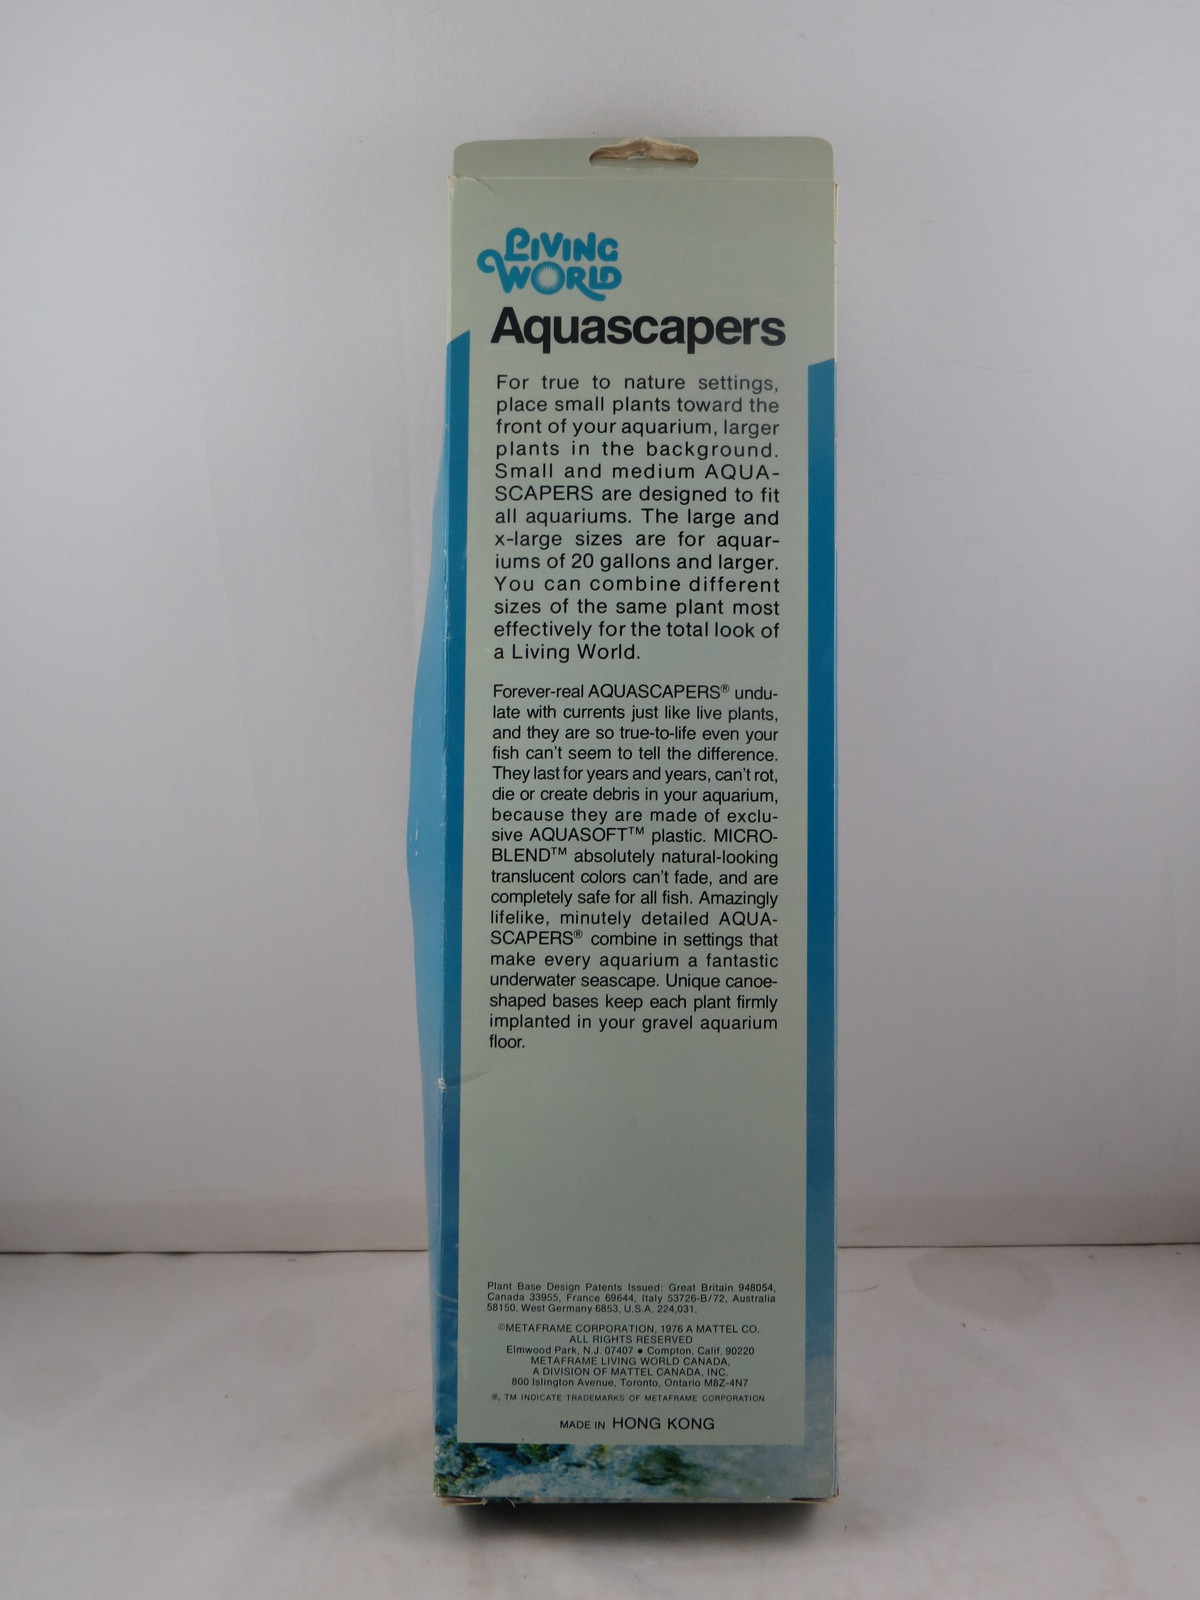 LIVING
WORLD
Aquascapers
For true to nature settings,
place small plants toward the
front of your aquarium, larger
plants in the background.
Small and medium AQUA-
SCAPERS are designed to fit
all aquariums. The large and
x-large sizes are for aquar-
iums of 20 gallons and larger.
You can combine different
sizes of the same plant most
effectively for the total look of
a Living World.
Forever-real AQUASCAPERS® undu-
late with currents just like live plants,
and they are so true-to-life even your
fish can't seem to tell the difference.
They last for years and years, can't rot,
die or create debris in your aquarium,
because they are made of exclu-
sive AQUASOFT™ plastic. MICRO-
BLEND™ absolutely natural-looking
translucent colors can't fade, and are
completely safe for all fish. Amazingly
lifelike, minutely detailed AQUA-
SCAPERS® combine in settings that
make every aquarium a fantastic
underwater seascape. Unique canoe-
shaped bases keep each plant firmly
implanted in your gravel aquarium
floor.
Plant Base Design Patents Issued: Great Britain 948054,
Canada 33955, France 69644, Italy 53726-B/72, Australia
58150, West Germany 6853, U.S.A. 224,031.
©METAFRAME CORPORATION, 1976 A MATTEL CO.
ALL RIGHTS RESERVED
Elmwood Park, N.J. 07407 • Compton, Calif. 90220
METAFRAME LIVING WORLD CANADA,
A DIVISION OF MATTEL CANADA, INC.
800 Islington Avenue, Toronto, Ontario M8Z-4N7
®, TM INDICATE TRADEMARKS OF METAFRAME CORPORATION
MADE IN HONG KONG